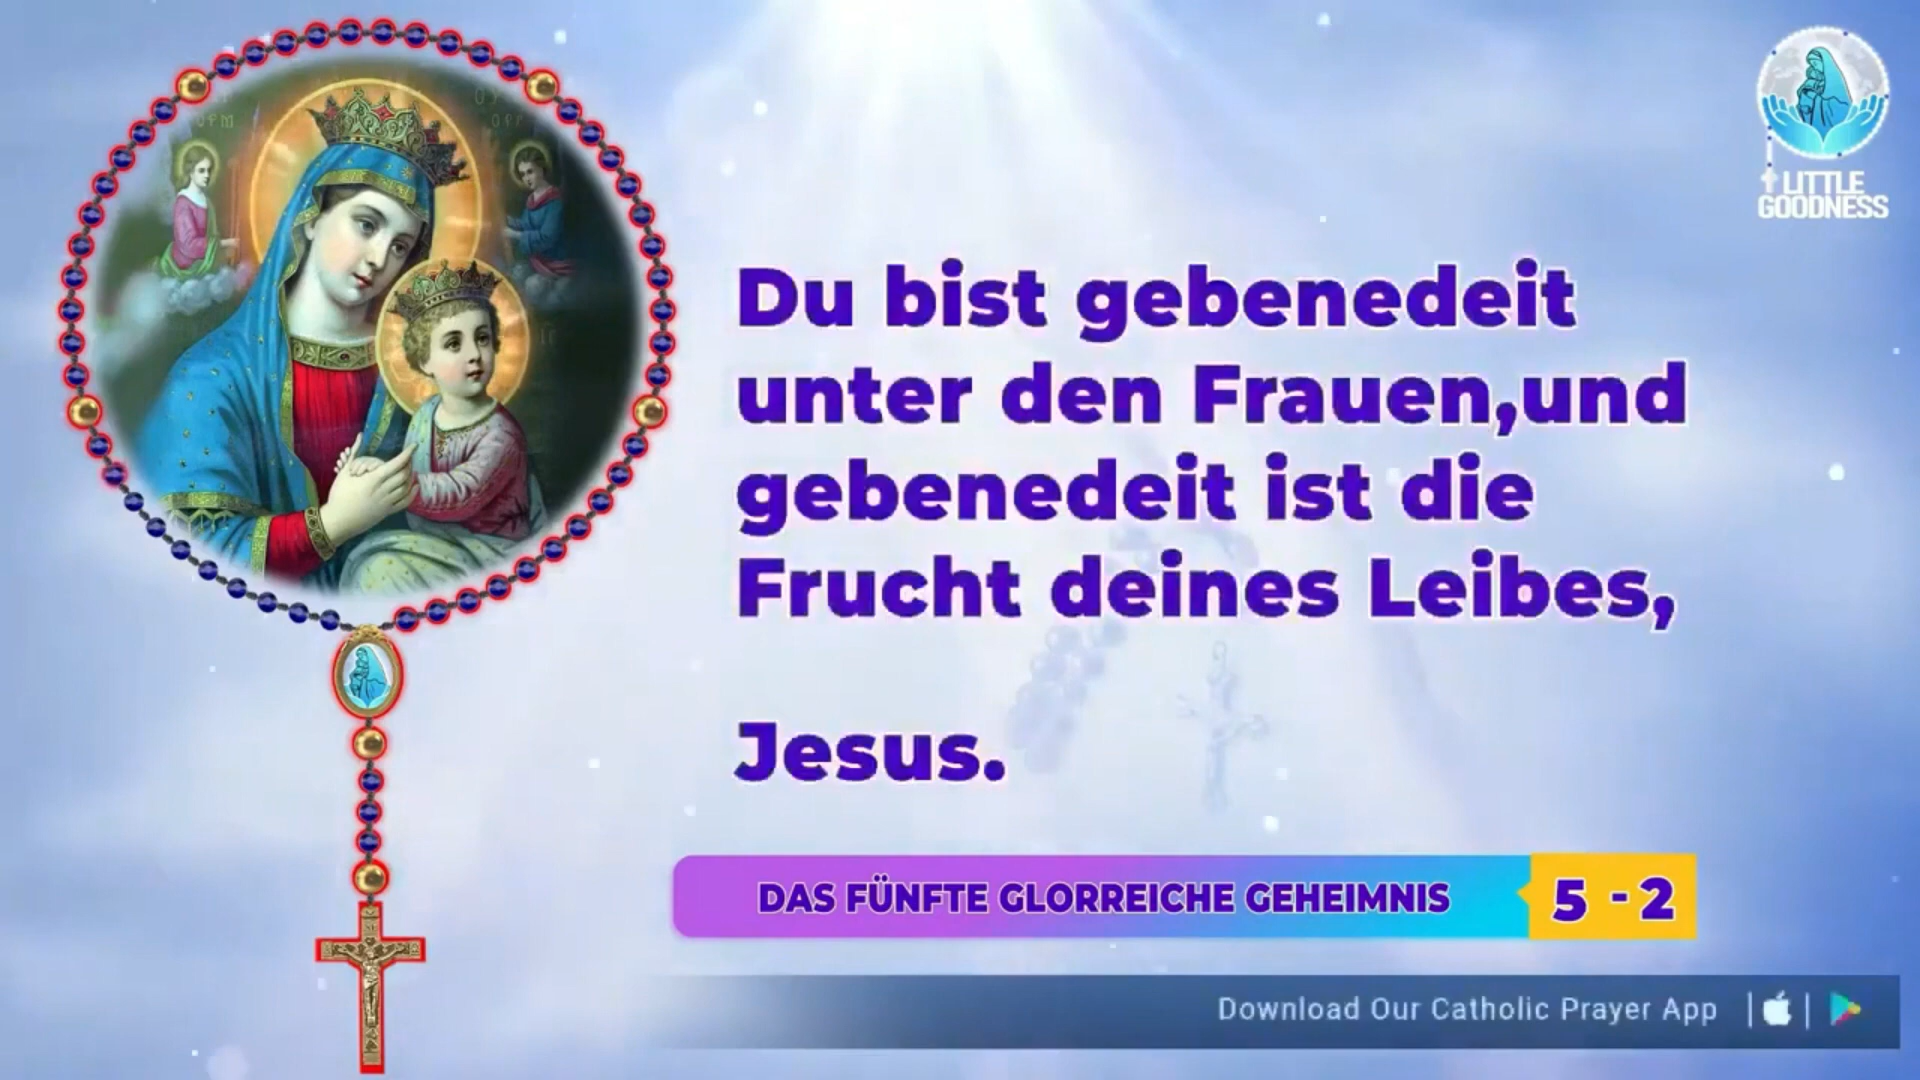 LITTLE
GOODNESS
Du bist gebenedeit
unter den Frauen,und
gebenedeit ist die
Frucht deines Leibes,
Jesus.
DAS FÜNFTE GLORREICHE GEHEIMNIS 5 - 2
Download Our Catholic Prayer App